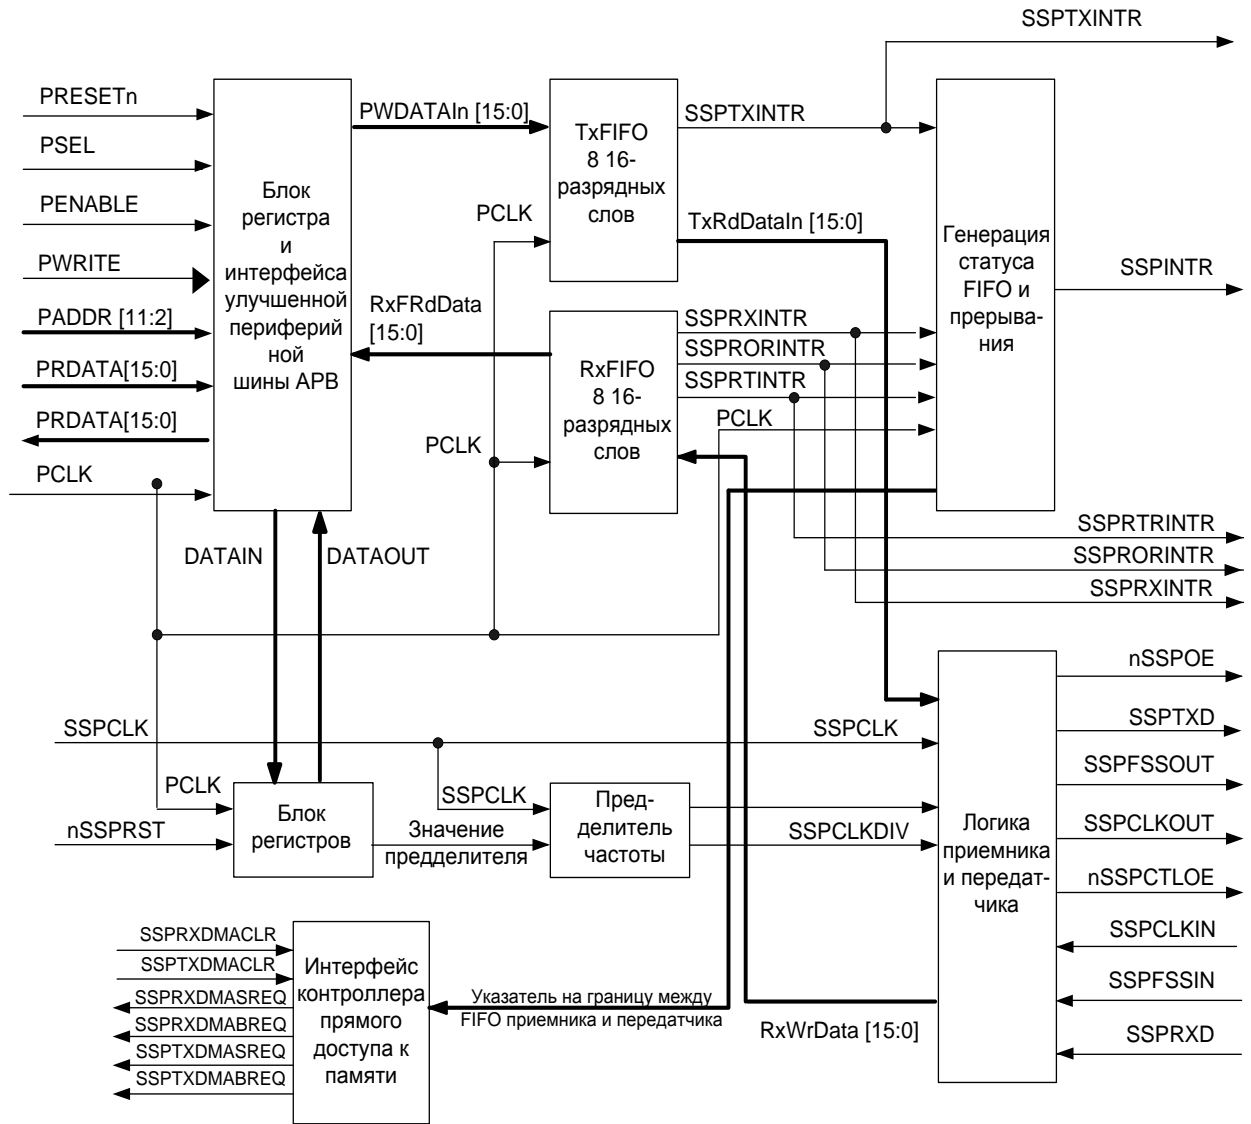 SSPTXINTR
PRESETn
PSEL
PENABLE
PWRITE
PADDR [11:2]
PRDATA[15:0]
PRDATA[15:0]
PCLK
Блок
регистра
и
интерфейса
улучшенной
периферий
ной
шины APB
PWDATAIn [15:0]
PCLK
RxFRdData
[15:0]
PCLK
TxFIFO
8 16-
разрядных
слов
RxFIFO
8 16-
разрядных
слов
SSPTXINTR
TxRdDataIn [15:0]
SSPRXINTR
SSPRORINTR
SSPRTINTR
PCLK
Генерация
статуса
FIFO и
прерыва-
ния
SSPINTR
SSPRTRINTR
SSPRORINTR
SSPRXINTR
DATAIN
DATAOUT
SSPCLK
SSPCLK
PCLK
nSSPRST
Блок
регистров
SSPCLK
Значение
предделителя
Пред-
делитель
частоты
SSPCLKDIV
Логика
приемника
и передат-
чика
nSSPOE
SSPTXD
SSPFSSOUT
SSPCLKOUT
nSSPCTLOE
SSPCLKIN
SSPFSSIN
SSPRXD
SSPRXDMACLR
SSPTXDMACLR
SSPRXDMASREQ
SSPRXDMABREQ
SSPTXDMASREQ
SSPTXDMABREQ
Интерфейс
контроллера
прямого
доступа к
памяти
Указатель на границу между
FIFO приемника и передатчика
RxWrData [15:0]